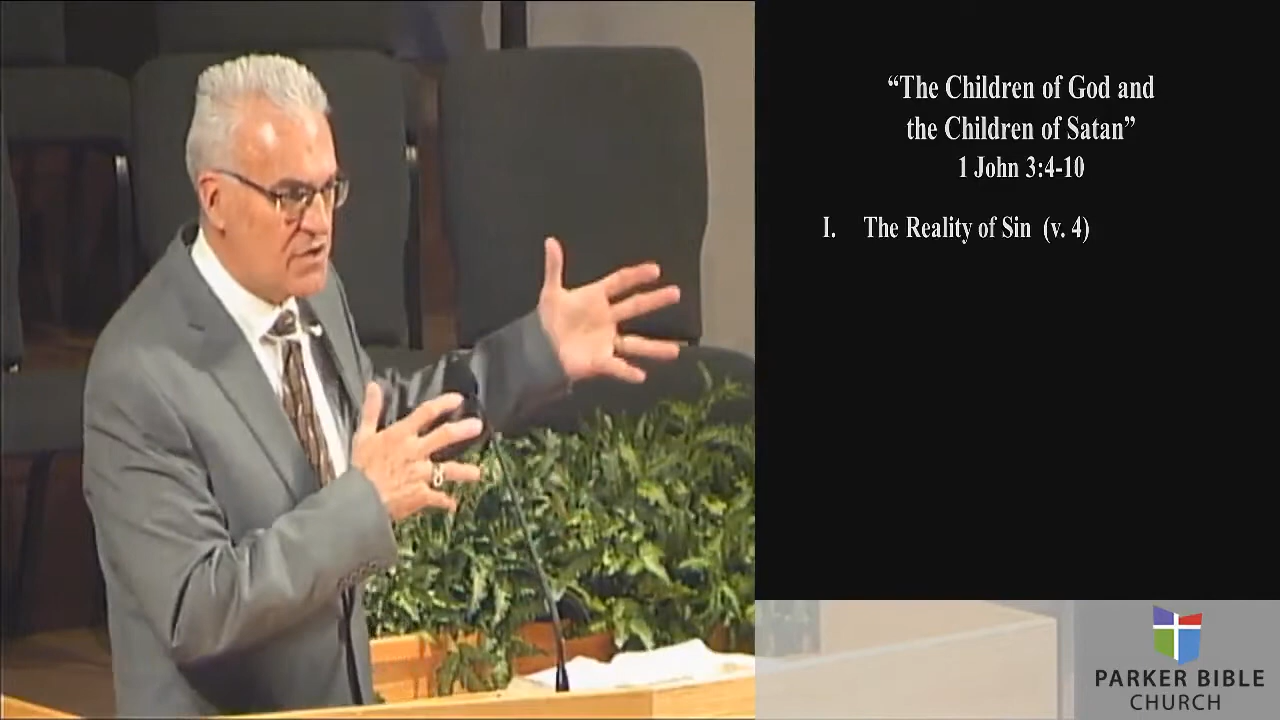 “The Children of God and
the Children of Satan”
1 John 3:4-10
I. The Reality of Sin (v. 4)
PARKER BIBLE
CHURCH